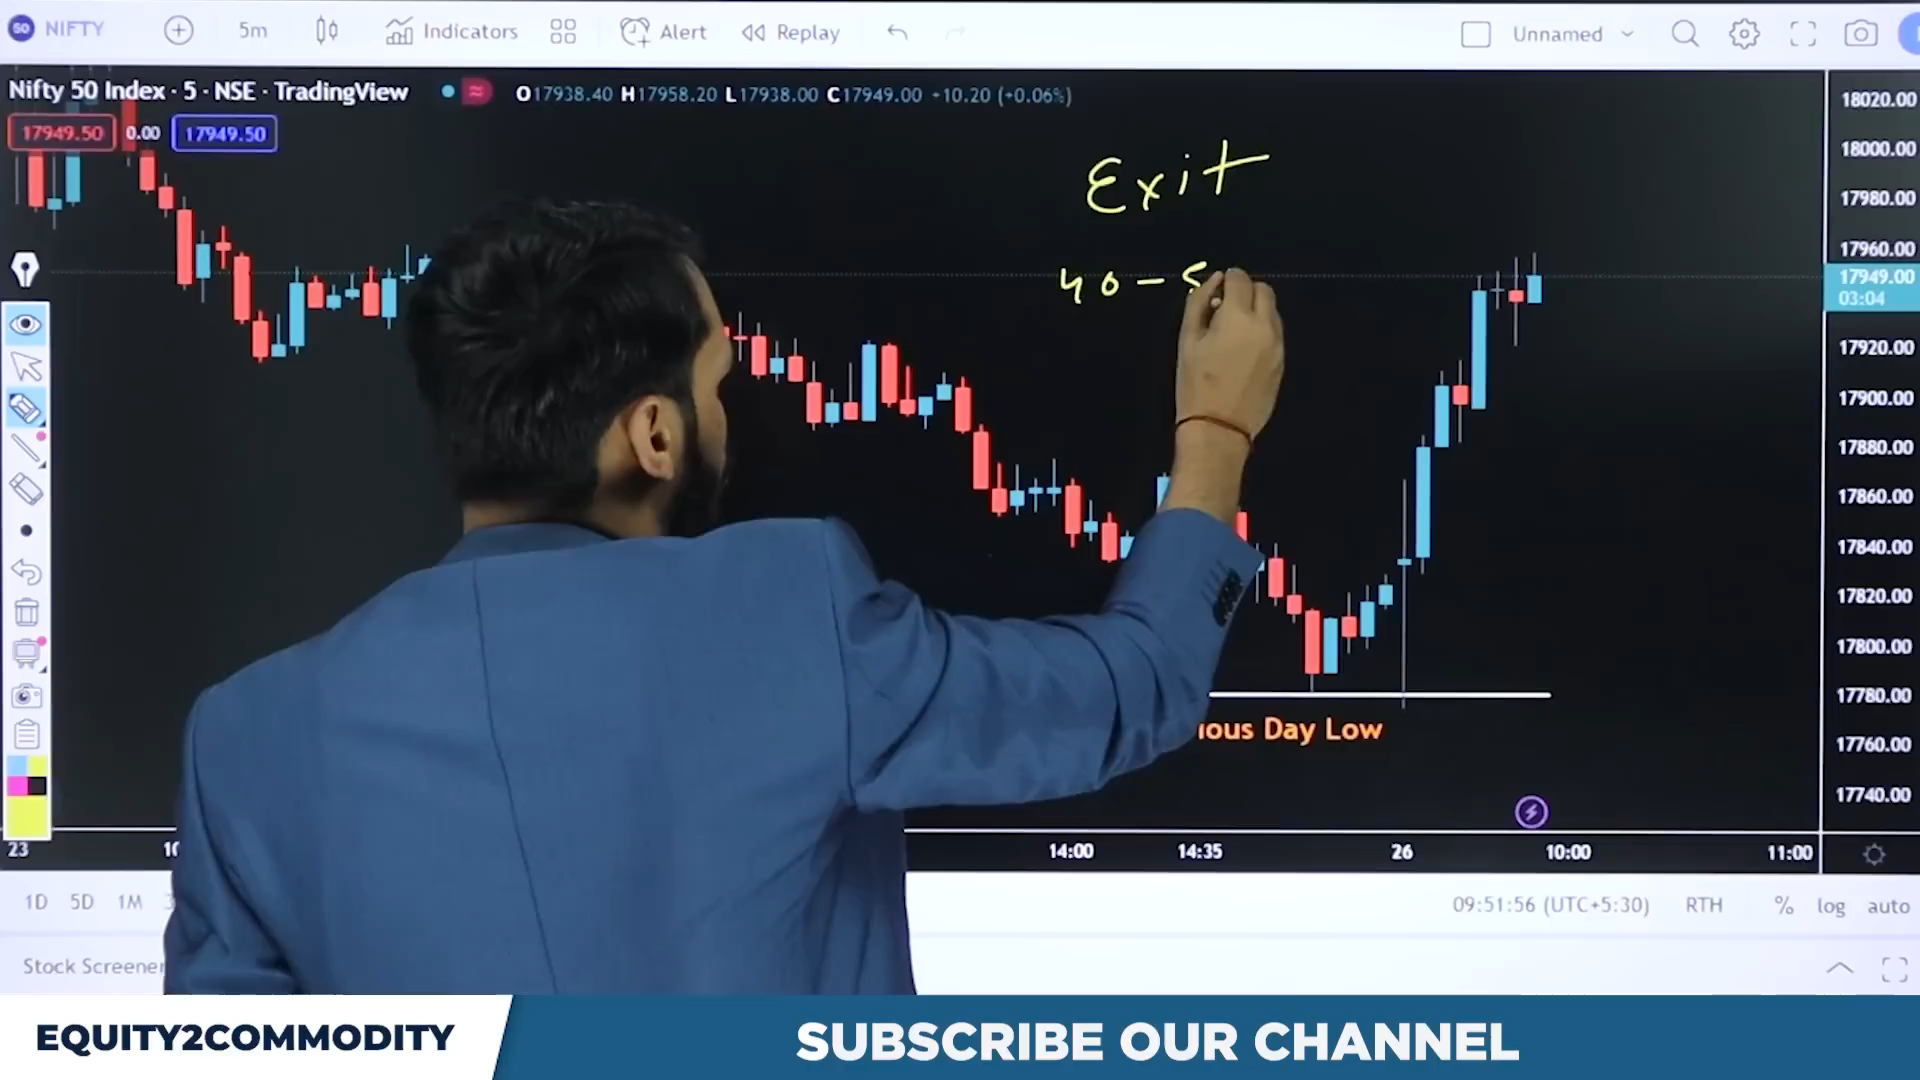 50 NIFTY 5m Indicators Alert Replay Unnamed
Nifty 50 Index · 5 · NSE · TradingView O17938.40 H17958.20 L17938.00 C17949.00 +10.20 (+0.06%)
17949.50 0.00 17949.50
Exit
40-5
18020.00
18000.00
17980.00
17960.00
17949.00
03:04
17920.00
17900.00
17880.00
17860.00
17840.00
17820.00
17800.00
17780.00
17760.00
17740.00
ious Day Low
23 14:00 14:35 26 10:00 11:00
1D 5D 1M 09:51:56 (UTC+5:30) RTH % log auto
Stock Screener
EQUITY2COMMODITY SUBSCRIBE OUR CHANNEL